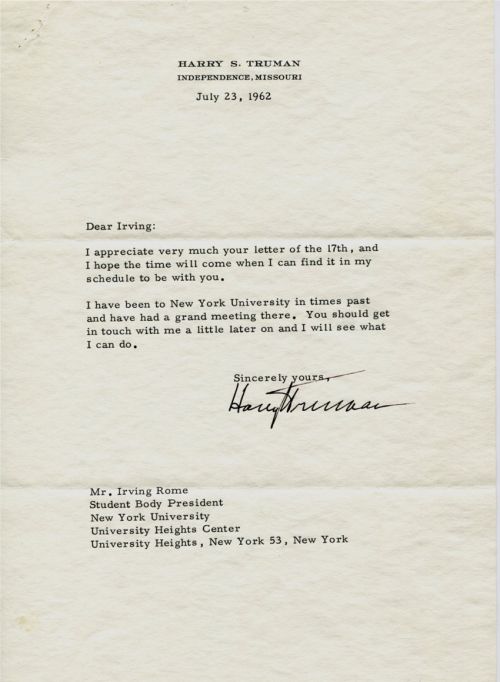 HARRY S. TRUMAN
INDEPENDENCE, MISSOURI
July 23, 1962
Dear Irving:
I appreciate very much your letter of the 17th, and
I hope the time will come when I can find it in my
schedule to be with you.
I have been to New York University in times past
and have had a grand meeting there. You should get
in touch with me a little later on and I will see what
I can do.
Sincerely yours,
Harry Truman
Mr. Irving Rome
Student Body President
New York University
University Heights Center
University Heights, New York 53, New York